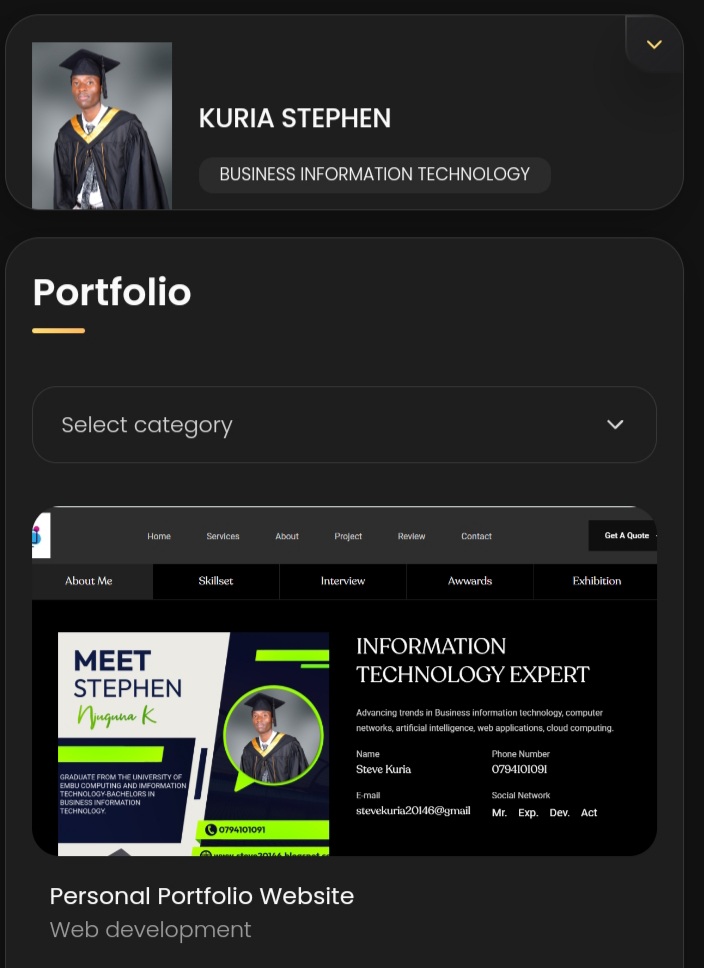 KURIA STEPHEN
BUSINESS INFORMATION TECHNOLOGY
Portfolio
Select category
Home Services About Project Review Contact Get A Quote
About Me Skillset Interview Awwards Exhibition
MEET
STEPHEN
Njuguna K
GRADUATE FROM THE UNIVERSITY OF
EMBU COMPUTING AND IMFORMATION
TECHNOLOGY-BACHELORS IN
BUSINESS INFORMATION
TECHNOLOGY.
0794101091
INFORMATION
TECHNOLOGY EXPERT
Advancing trends in Business information technology, computer
networks, artificial intelligence, web applications, cloud computing.
Name Phone Number
Steve Kuria 0794101091
E-mail Social Network
stevekuria20146@gmail Mr. Exp. Dev. Act
Personal Portfolio Website
Web development